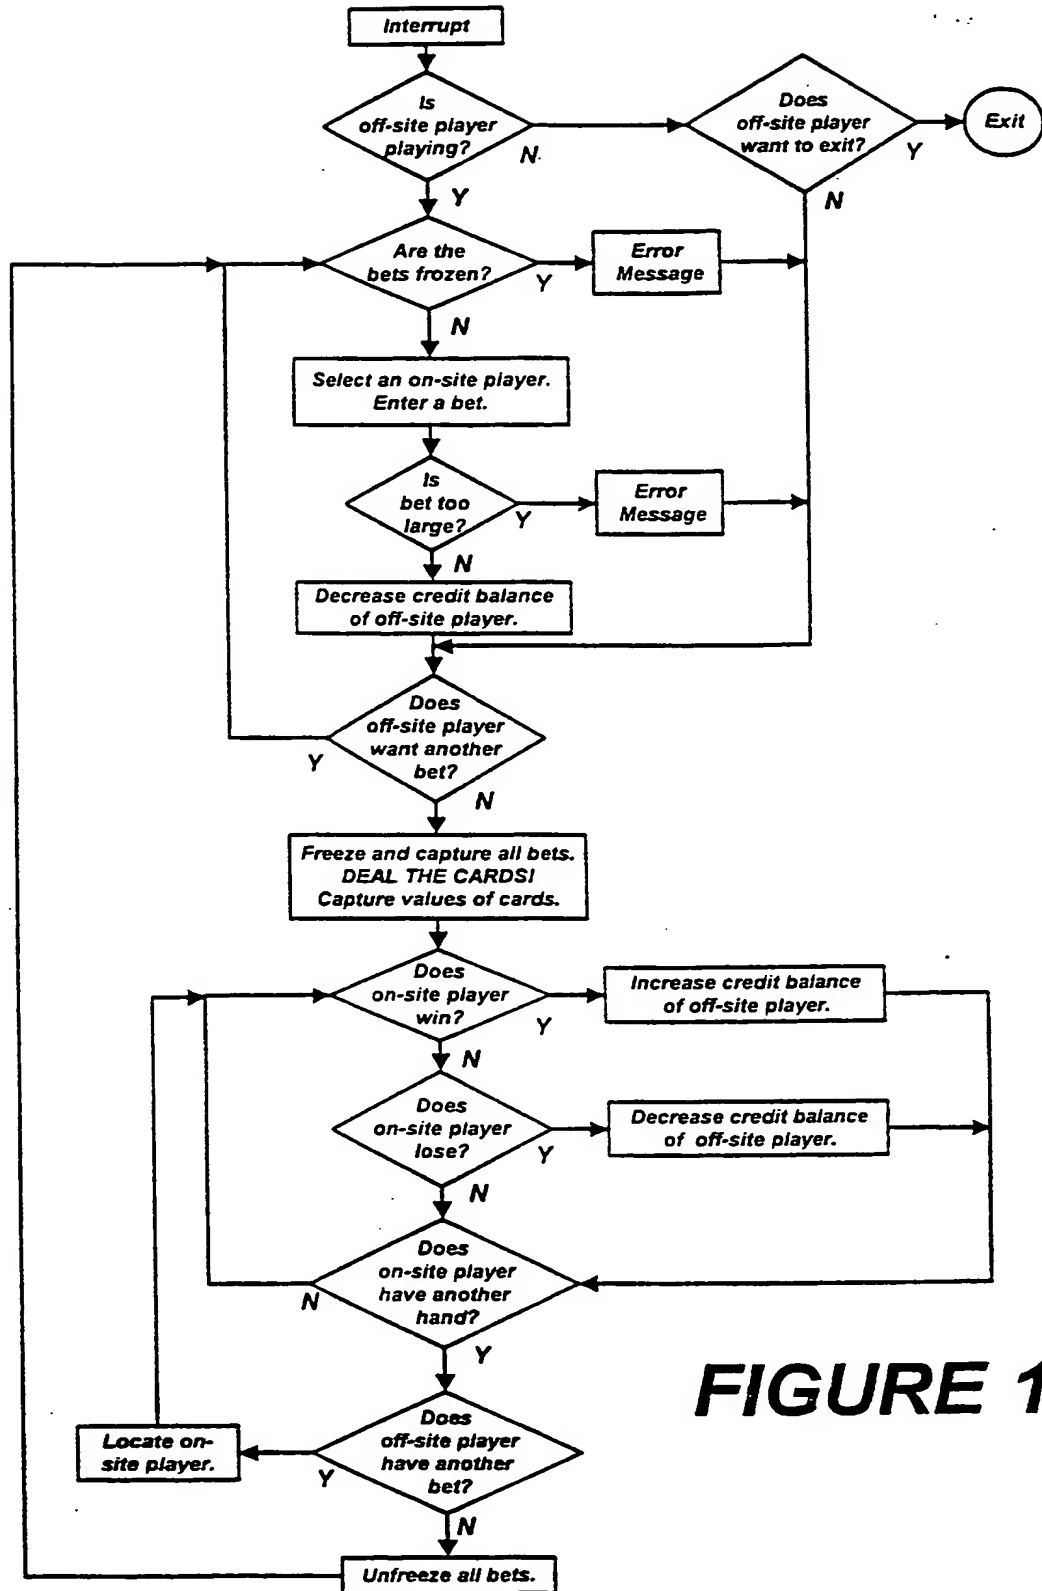 Interrupt
Is
off-site player
playing?
N
Y
Does
off-site player
want to exit?
Y
N
Exit
Are the
bets frozen?
Y
N
Error
Message
Select an on-site player.
Enter a bet.
Is
bet too
large?
Y
N
Error
Message
Decrease credit balance
of off-site player.
Does
off-site player
want another
bet?
Y
N
Freeze and capture all bets.
DEAL THE CARDS!
Capture values of cards.
Does
on-site player
win?
Y
N
Increase credit balance
of off-site player.
Does
on-site player
lose?
Y
N
Decrease credit balance
of off-site player.
Does
on-site player
have another
hand?
N
Y
Does
off-site player
have another
bet?
Y
N
Locate on-
site player.
Unfreeze all bets.
FIGURE 1